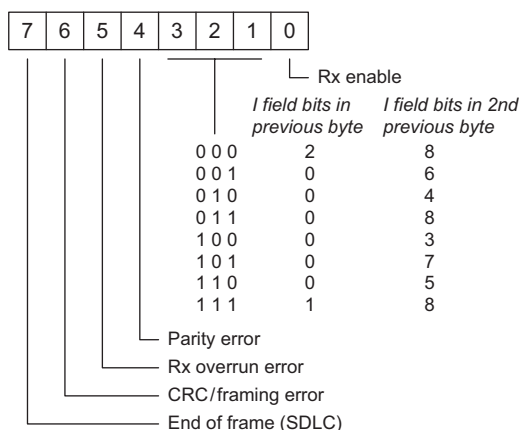 7 6 5 4 3 2 1 0
Rx enable
I field bits in previous byte
I field bits in 2nd previous byte
0 0 0 2 8
0 0 1 0 6
0 1 0 0 4
0 1 1 0 8
1 0 0 0 3
1 0 1 0 7
1 1 0 0 5
1 1 1 1 8
Parity error
Rx overrun error
CRC/framing error
End of frame (SDLC)